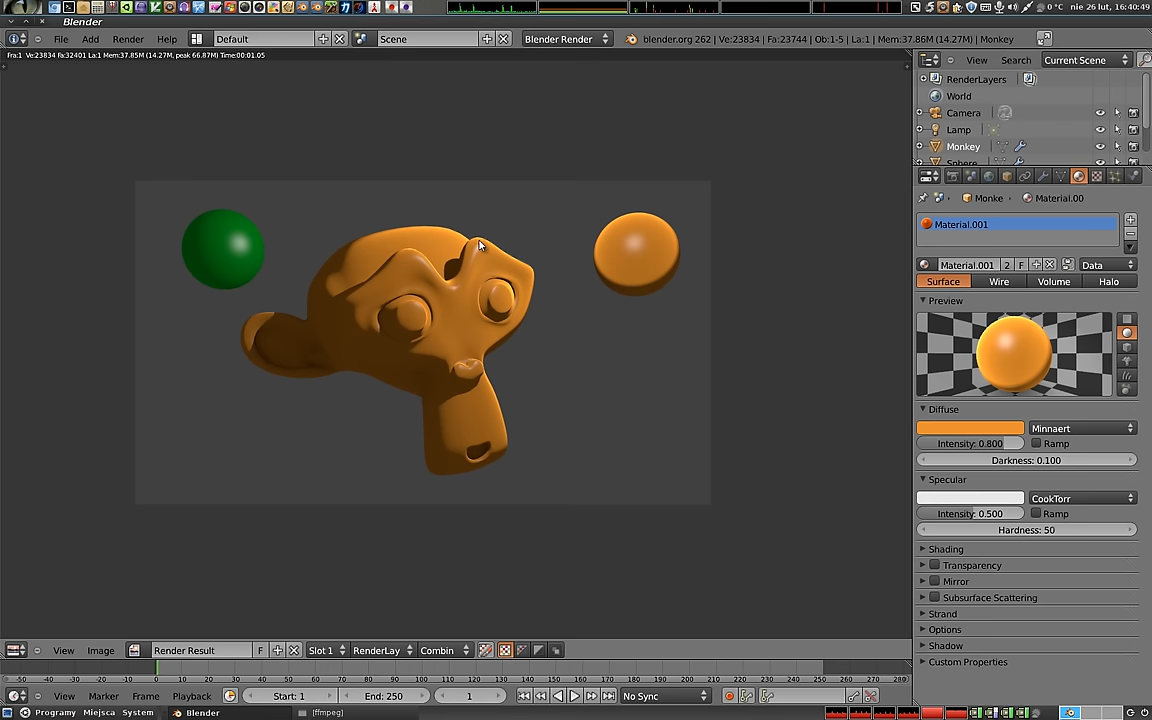 0 °C nie 26 lut, 16:40:49
Blender
File Add Render Help Default Scene Blender Render blender.org 262 | Ve:23834 | Fa:23744 | Ob:1-5 | La:1 | Mem:37.86M (14.27M) | Monkey
Fra:1 Ve:23834 Fa:32401 La:1 Mem:37.85M (14.27M, peak 66.87M) Time:00:01.05
View Search Current Scene
RenderLayers
World
Camera
Lamp
Monkey
Sphere
Monke Material.00
Material.001
Material.001 2 F Data
Surface Wire Volume Halo
Preview
Diffuse
Minnaert
Intensity: 0.800 Ramp
Darkness: 0.100
Specular
CookTorr
Intensity: 0.500 Ramp
Hardness: 50
Shading
Transparency
Mirror
Subsurface Scattering
Strand
Options
Shadow
Custom Properties
View Image Render Result F Slot 1 RenderLay Combin
-50 -40 -30 -20 -10 0 10 20 30 40 50 60 70 80 90 100 110 120 130 140 150 160 170 180 190 200 210 220 230 240 250 260 270 280
View Marker Frame Playback Start: 1 End: 250 1 No Sync
Programy Miejsca System Blender [ffmpeg]